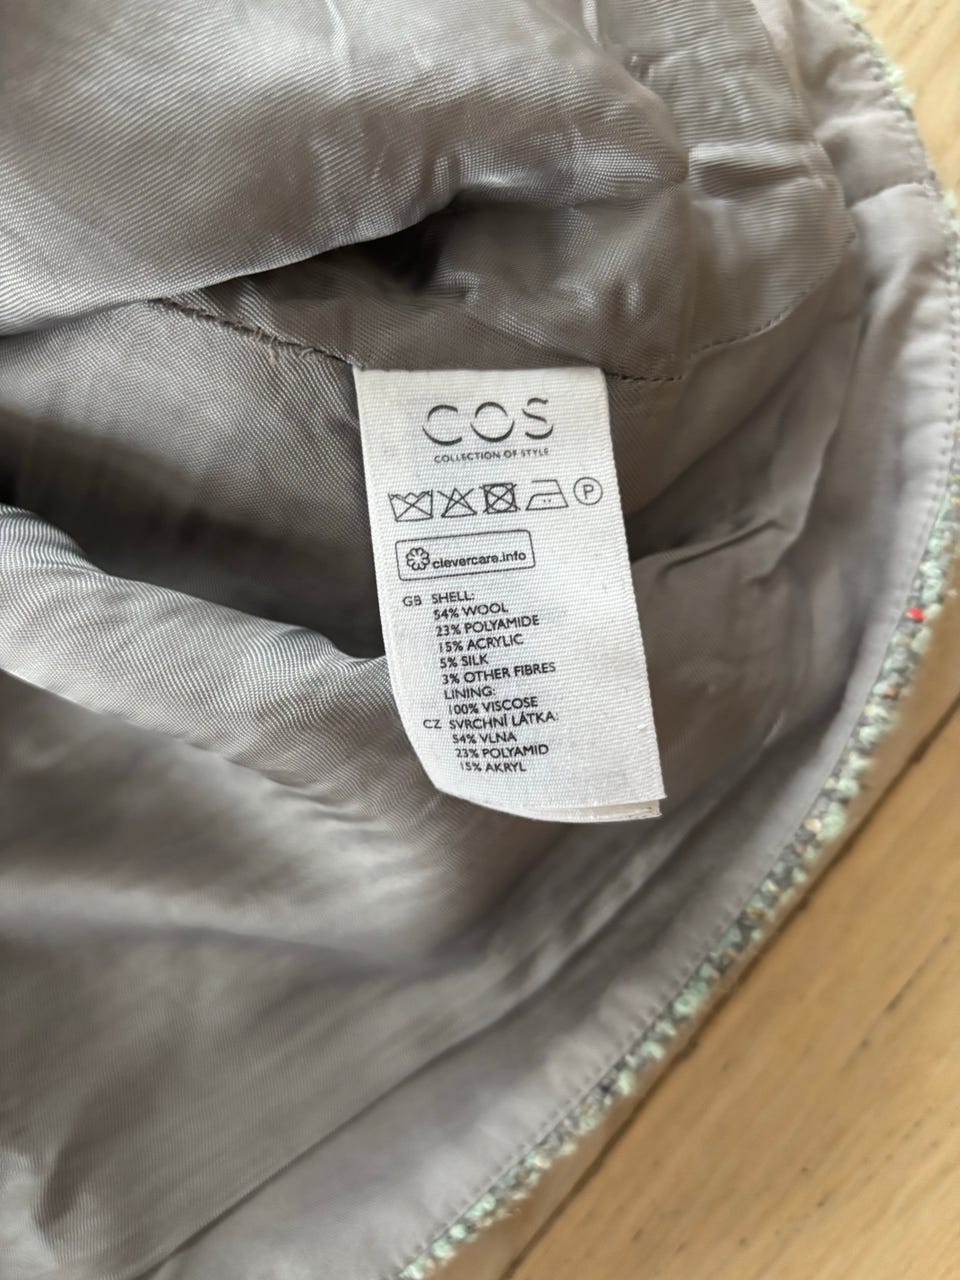 COS
COLLECTION OF STYLE
P
clevercare.info
GB SHELL:
54% WOOL
23% POLYAMIDE
15% ACRYLIC
5% SILK
3% OTHER FIBRES
LINING:
100% VISCOSE
CZ SVRCHNÍ LÁTKA:
54% VLNA
23% POLYAMID
15% AKRYL